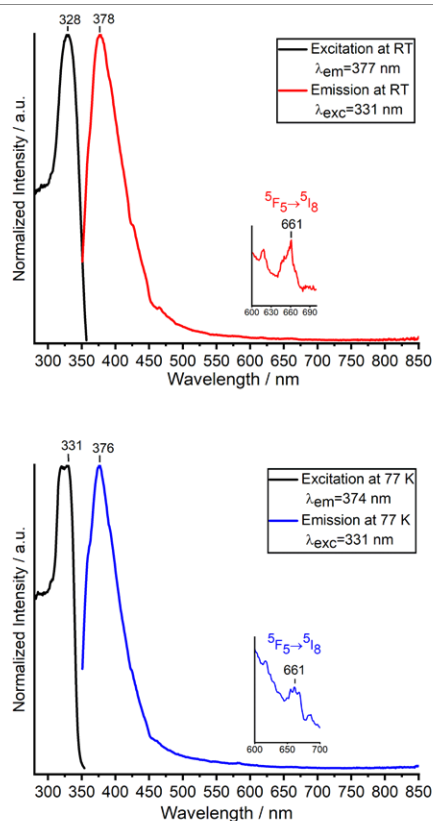 328 378
Excitation at RT
λem=377 nm
Emission at RT
λexc=331 nm
Normalized Intensity / a.u.
⁵F₅→⁵I₈
661
600 630 660 690
300 350 400 450 500 550 600 650 700 750 800 850
Wavelength / nm
331 376
Excitation at 77 K
λem=374 nm
Emission at 77 K
λexc=331 nm
Normalized Intensity / a.u.
⁵F₅→⁵I₈
661
600 650 700
300 350 400 450 500 550 600 650 700 750 800 850
Wavelength / nm